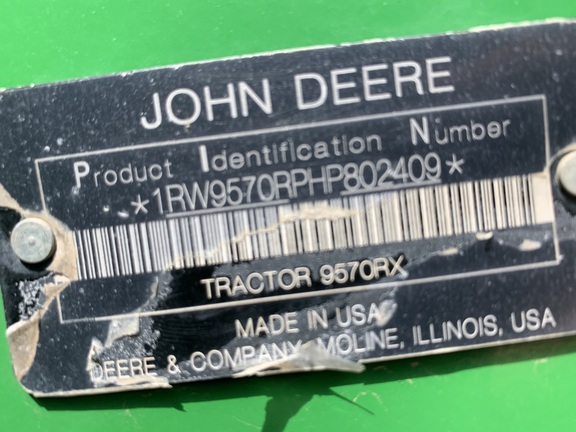 JOHN DEERE
Product Identification Number
*1RW9570RPHP802409*
TRACTOR 9570RX
MADE IN USA
DEERE & COMPANY MOLINE, ILLINOIS, USA